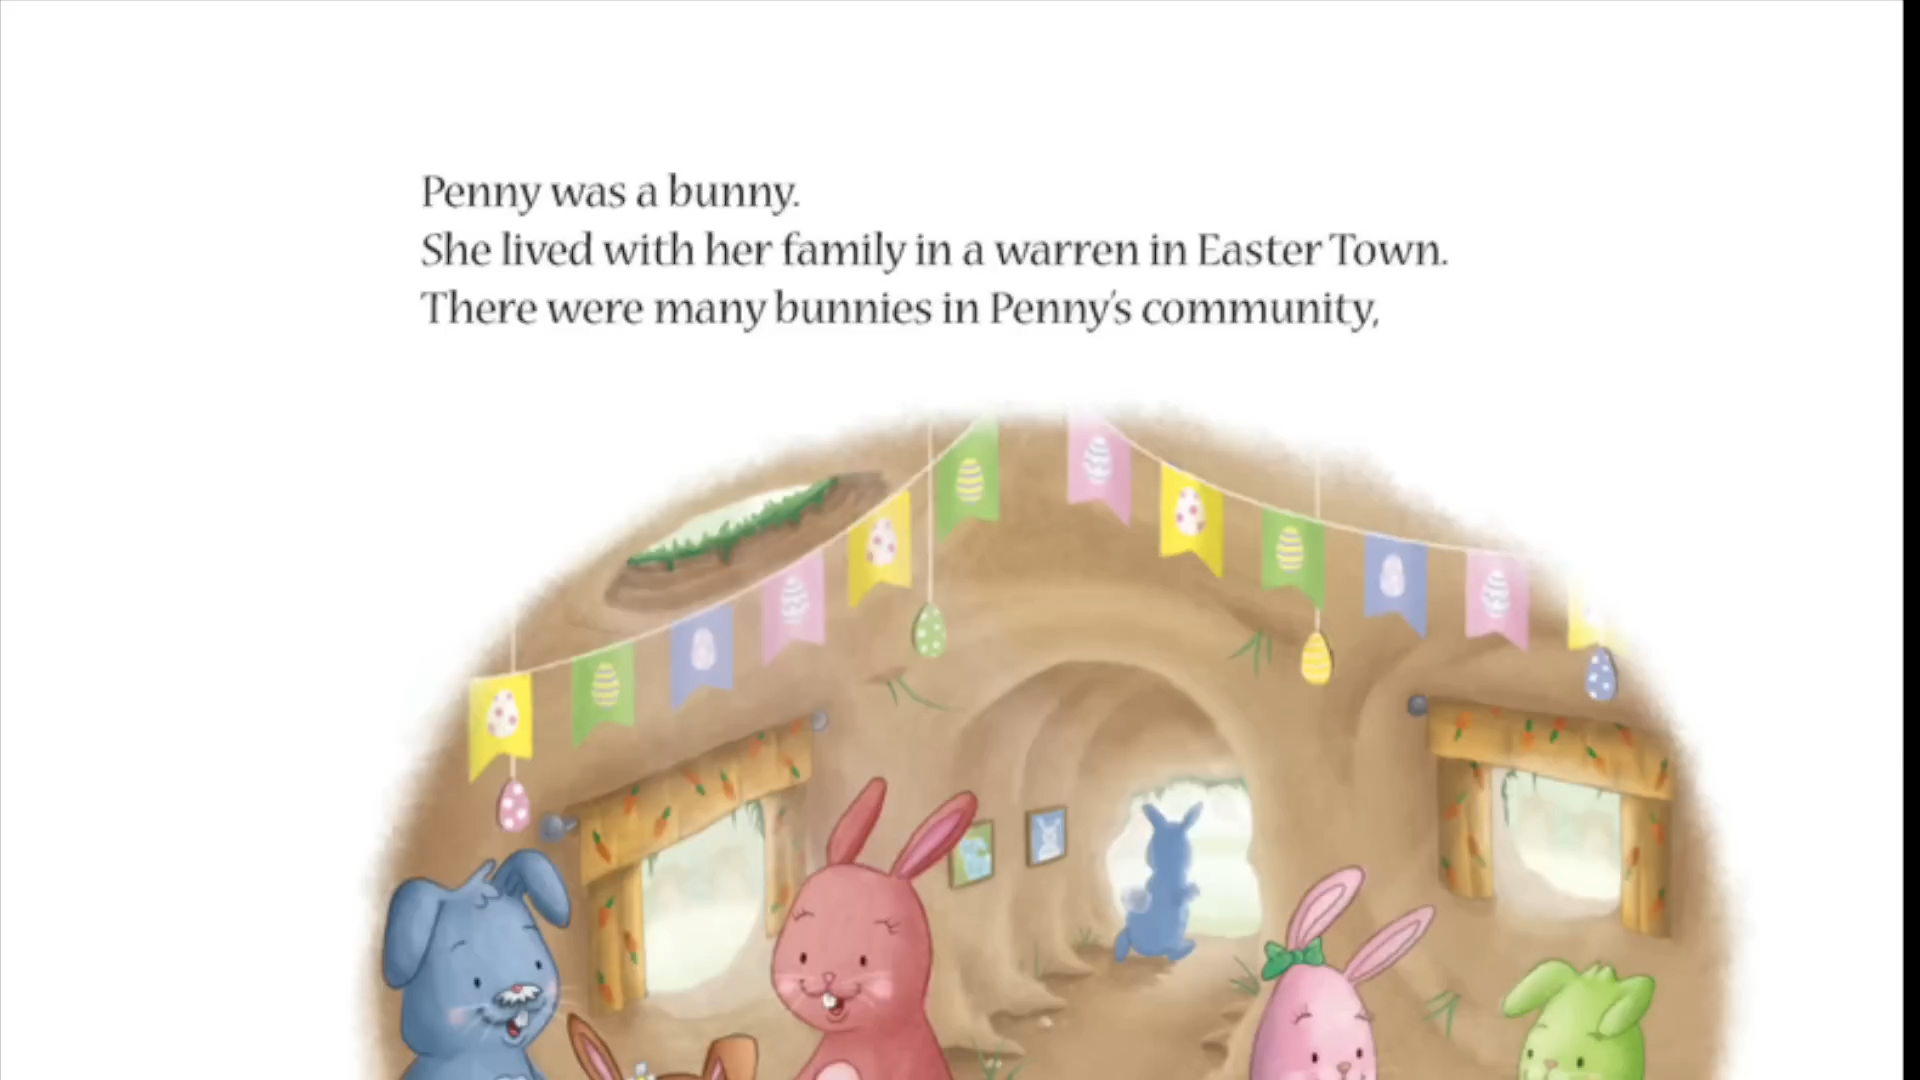 Penny was a bunny.
She lived with her family in a warren in Easter Town.
There were many bunnies in Penny's community,